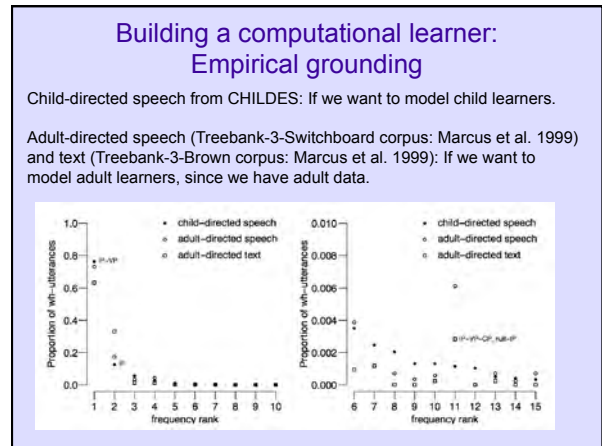 Building a computational learner:
Empirical grounding
Child-directed speech from CHILDES: If we want to model child learners.
Adult-directed speech (Treebank-3-Switchboard corpus: Marcus et al. 1999)
and text (Treebank-3-Brown corpus: Marcus et al. 1999): If we want to
model adult learners, since we have adult data.
Proportion of wh-utterances
1.0
0.8
0.6
0.4
0.2
0.0
child-directed speech
adult-directed speech
adult-directed text
IP-VP
IP
1 2 3 4 5 6 7 8 9 10
frequency rank
Proportion of wh-utterances
0.010
0.008
0.006
0.004
0.002
0.000
child-directed speech
adult-directed speech
adult-directed text
IP-VP-CP, null-IP
6 7 8 9 10 11 12 13 14 15
frequency rank